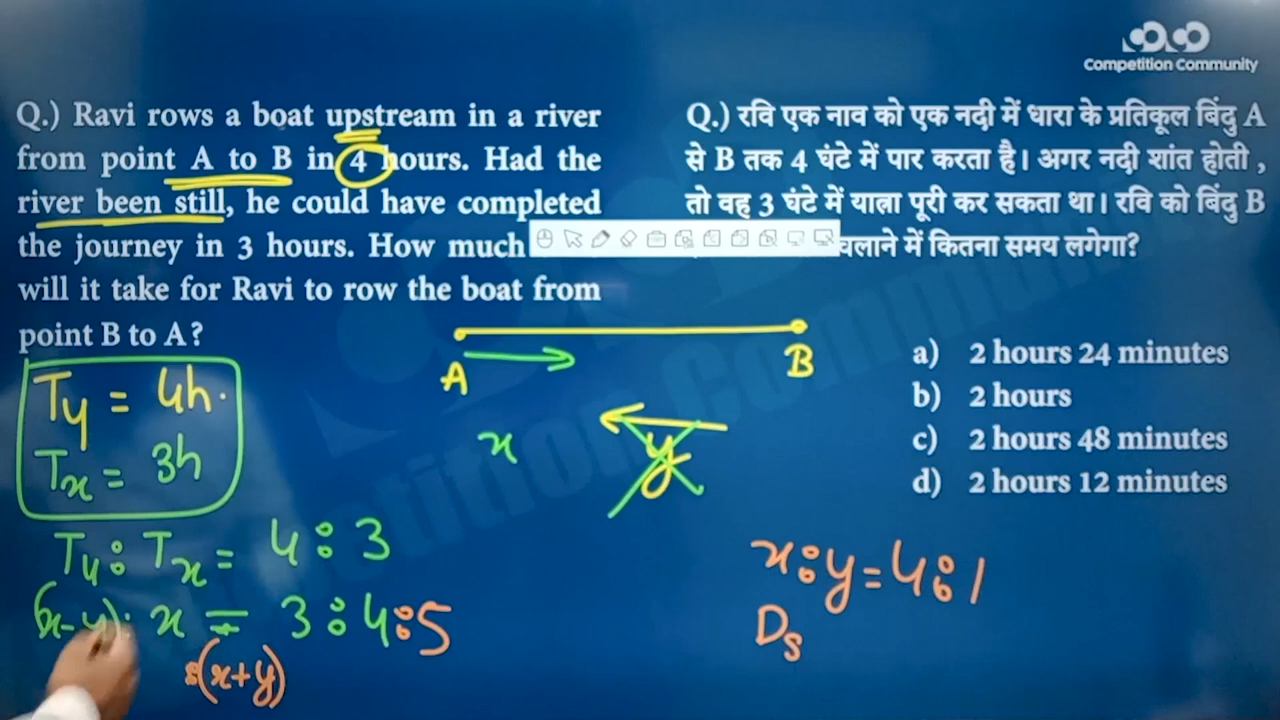 Competition Community
Q.) Ravi rows a boat upstream in a river
from point A to B in 4 hours. Had the
river been still, he could have completed
the journey in 3 hours. How much
will it take for Ravi to row the boat from
point B to A?
Q.) रवि एक नाव को एक नदी में धारा के प्रतिकूल बिंदु A
से B तक 4 घंटे में पार करता है। अगर नदी शांत होती ,
तो वह 3 घंटे में यात्रा पूरी कर सकता था। रवि को बिंदु B
चलाने में कितना समय लगेगा?
a) 2 hours 24 minutes
b) 2 hours
c) 2 hours 48 minutes
d) 2 hours 12 minutes
A
B
x
y
Tu = 4h.
Tx = 3h
Tu : Tx = 4 : 3
(x-y) : x = 3 : 4 : 5
:(x+y)
x : y = 4 : 1
Ds